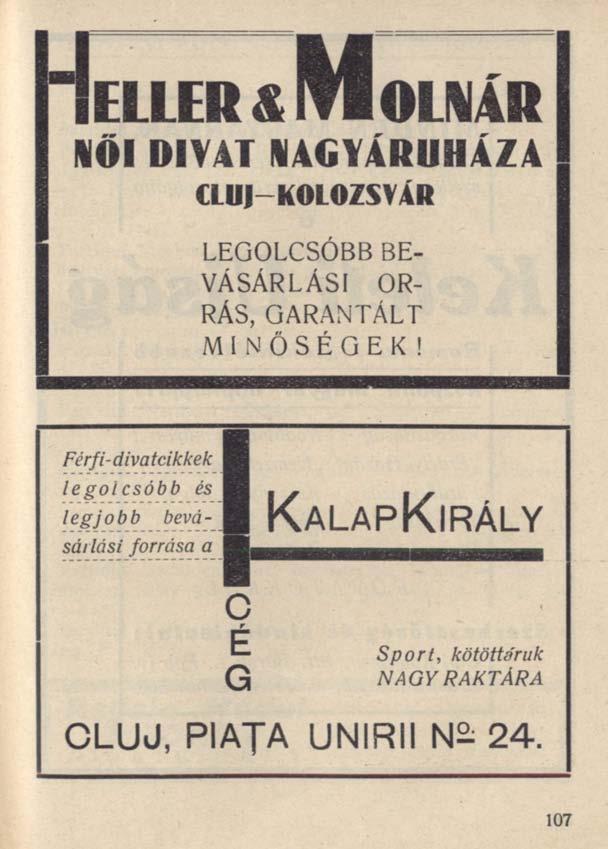 HELLER & MOLNÁR
NŐI DIVAT NAGYÁRUHÁZA
CLUJ—KOLOZSVÁR
LEGOLCSÓBB BE-
VÁSÁRLÁSI OR-
RÁS, GARANTÁLT
MINŐSÉGEK!
Férfi-divatcikkek
legolcsóbb és
legjobb bevá-
sárlási forrása a
KALAPKIRÁLY
CÉG
Sport, kötöttáruk
NAGY RAKTÁRA
CLUJ, PIAȚA UNIRII No. 24.
107